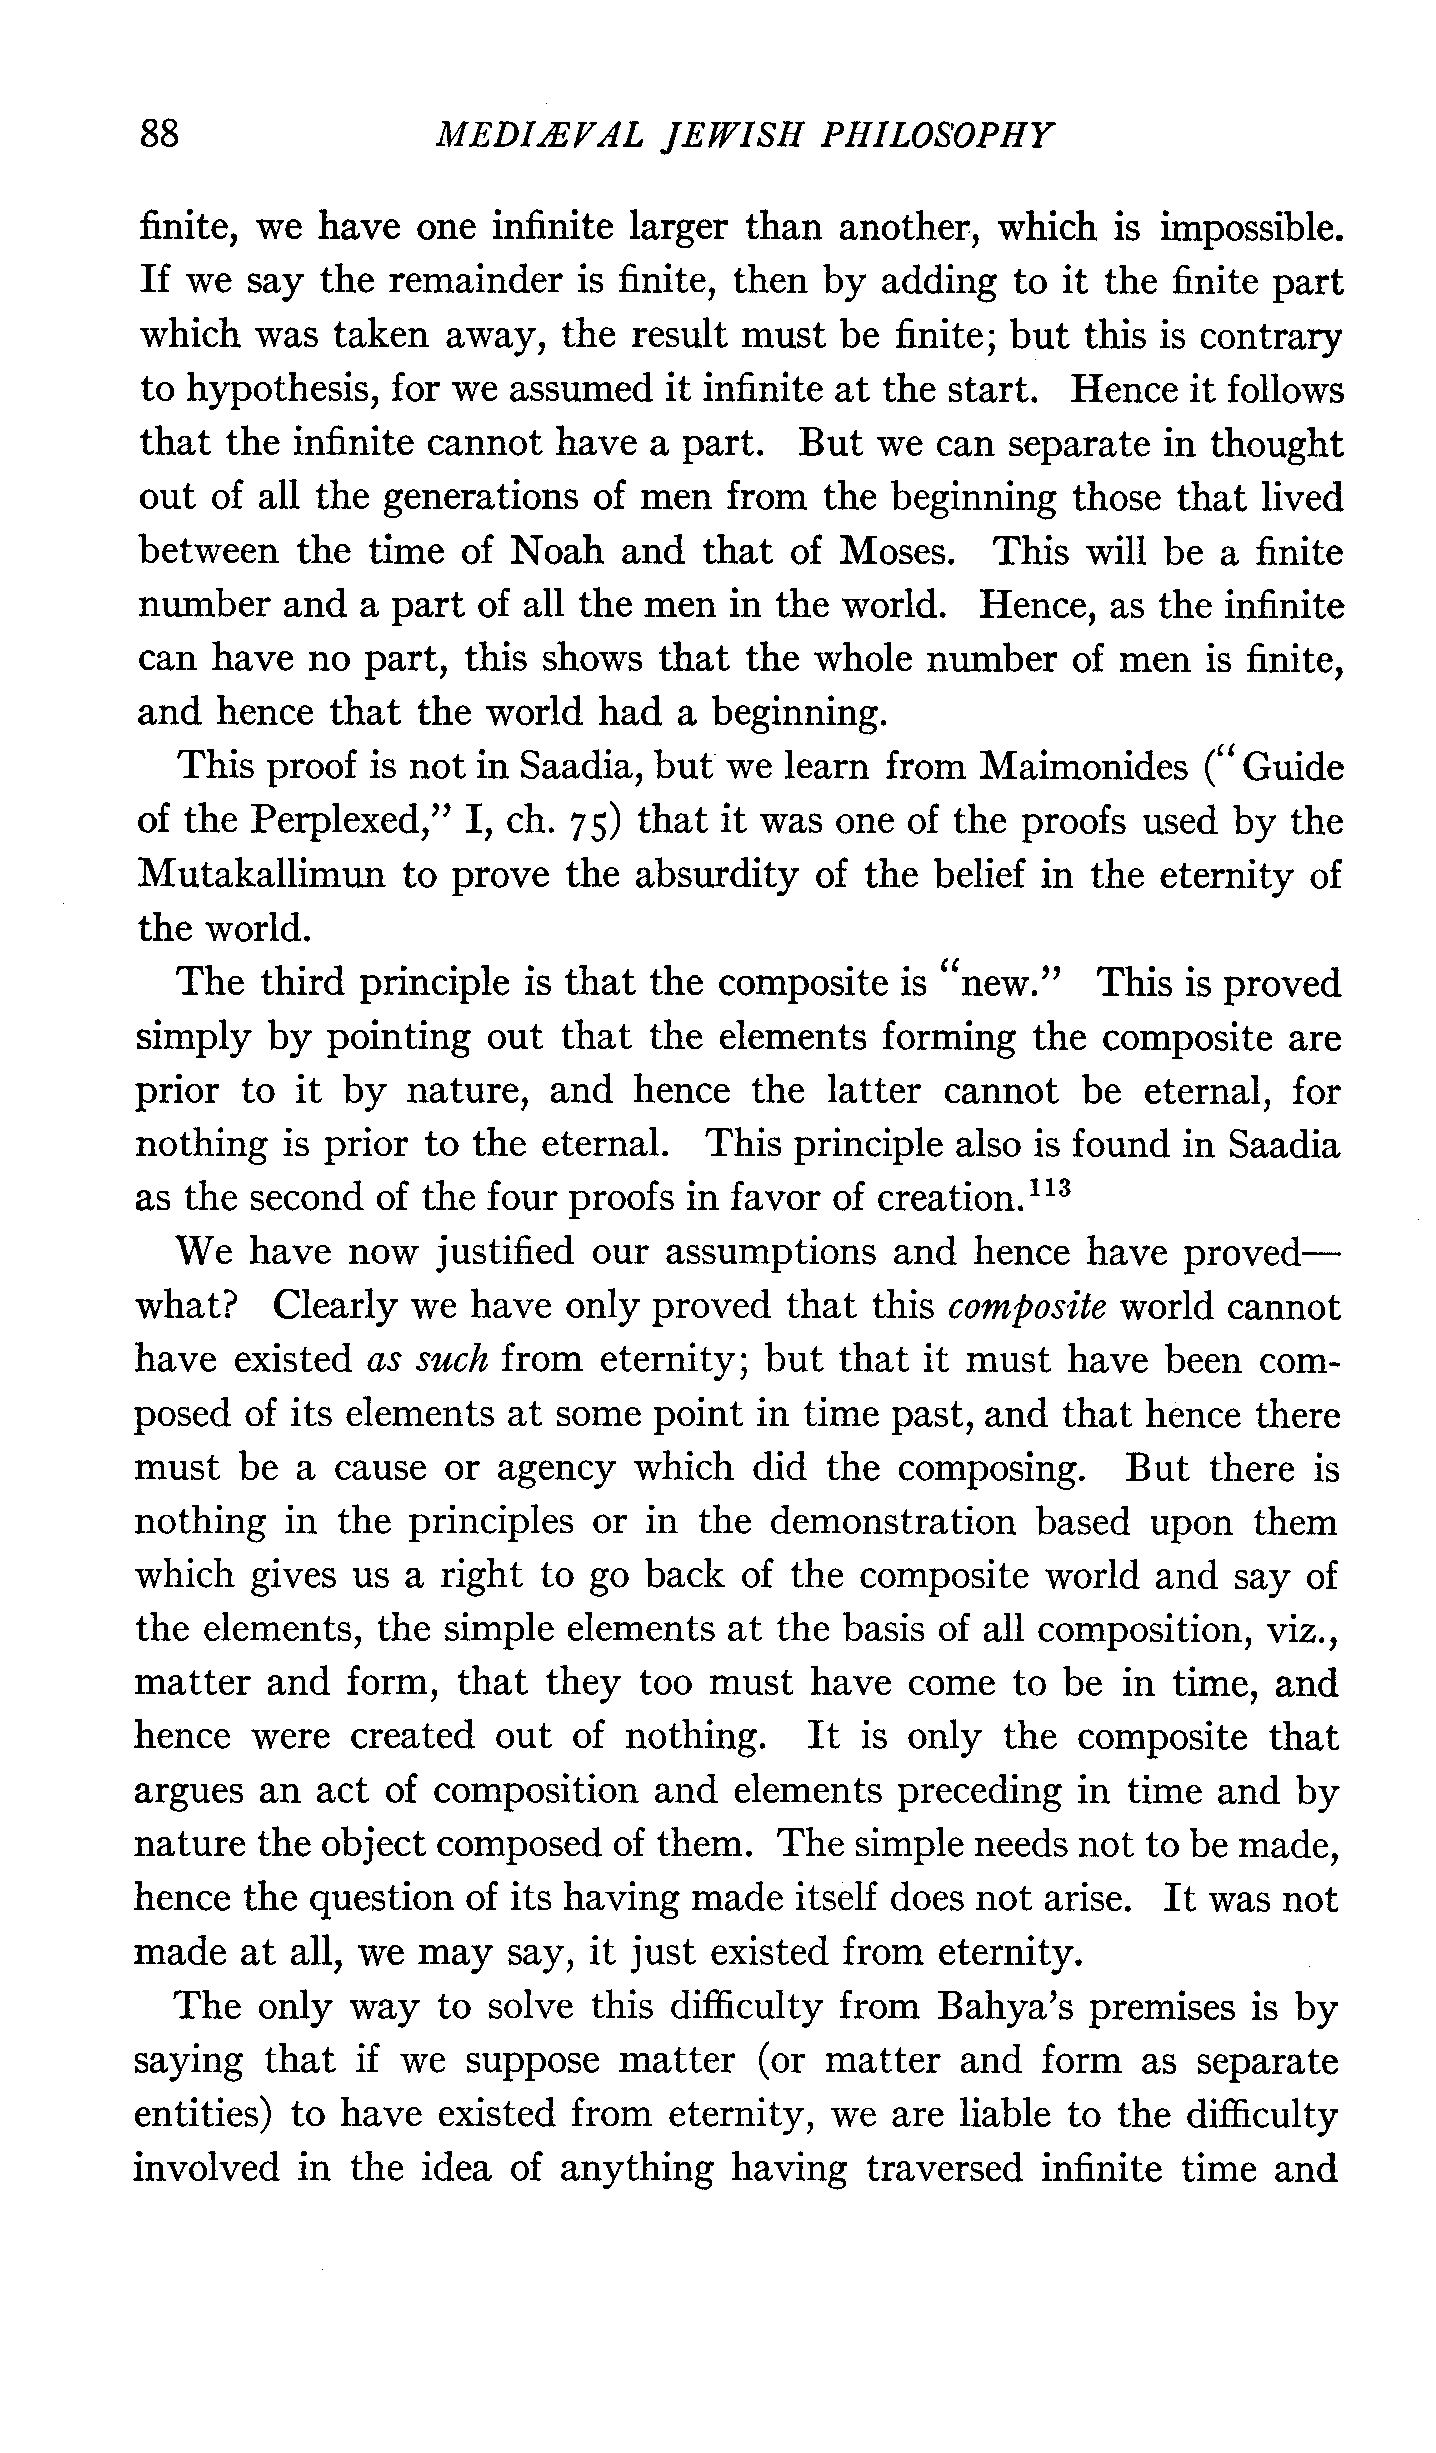 88 MEDIÆVAL JEWISH PHILOSOPHY
finite, we have one infinite larger than another, which is impossible.
If we say the remainder is finite, then by adding to it the finite part
which was taken away, the result must be finite; but this is contrary
to hypothesis, for we assumed it infinite at the start. Hence it follows
that the infinite cannot have a part. But we can separate in thought
out of all the generations of men from the beginning those that lived
between the time of Noah and that of Moses. This will be a finite
number and a part of all the men in the world. Hence, as the infinite
can have no part, this shows that the whole number of men is finite,
and hence that the world had a beginning.
This proof is not in Saadia, but we learn from Maimonides (“Guide
of the Perplexed,” I, ch. 75) that it was one of the proofs used by the
Mutakallimun to prove the absurdity of the belief in the eternity of
the world.
The third principle is that the composite is “new.” This is proved
simply by pointing out that the elements forming the composite are
prior to it by nature, and hence the latter cannot be eternal, for
nothing is prior to the eternal. This principle also is found in Saadia
as the second of the four proofs in favor of creation.¹¹³
We have now justified our assumptions and hence have proved—
what? Clearly we have only proved that this composite world cannot
have existed as such from eternity; but that it must have been com-
posed of its elements at some point in time past, and that hence there
must be a cause or agency which did the composing. But there is
nothing in the principles or in the demonstration based upon them
which gives us a right to go back of the composite world and say of
the elements, the simple elements at the basis of all composition, viz.,
matter and form, that they too must have come to be in time, and
hence were created out of nothing. It is only the composite that
argues an act of composition and elements preceding in time and by
nature the object composed of them. The simple needs not to be made,
hence the question of its having made itself does not arise. It was not
made at all, we may say, it just existed from eternity.
The only way to solve this difficulty from Bahya’s premises is by
saying that if we suppose matter (or matter and form as separate
entities) to have existed from eternity, we are liable to the difficulty
involved in the idea of anything having traversed infinite time and